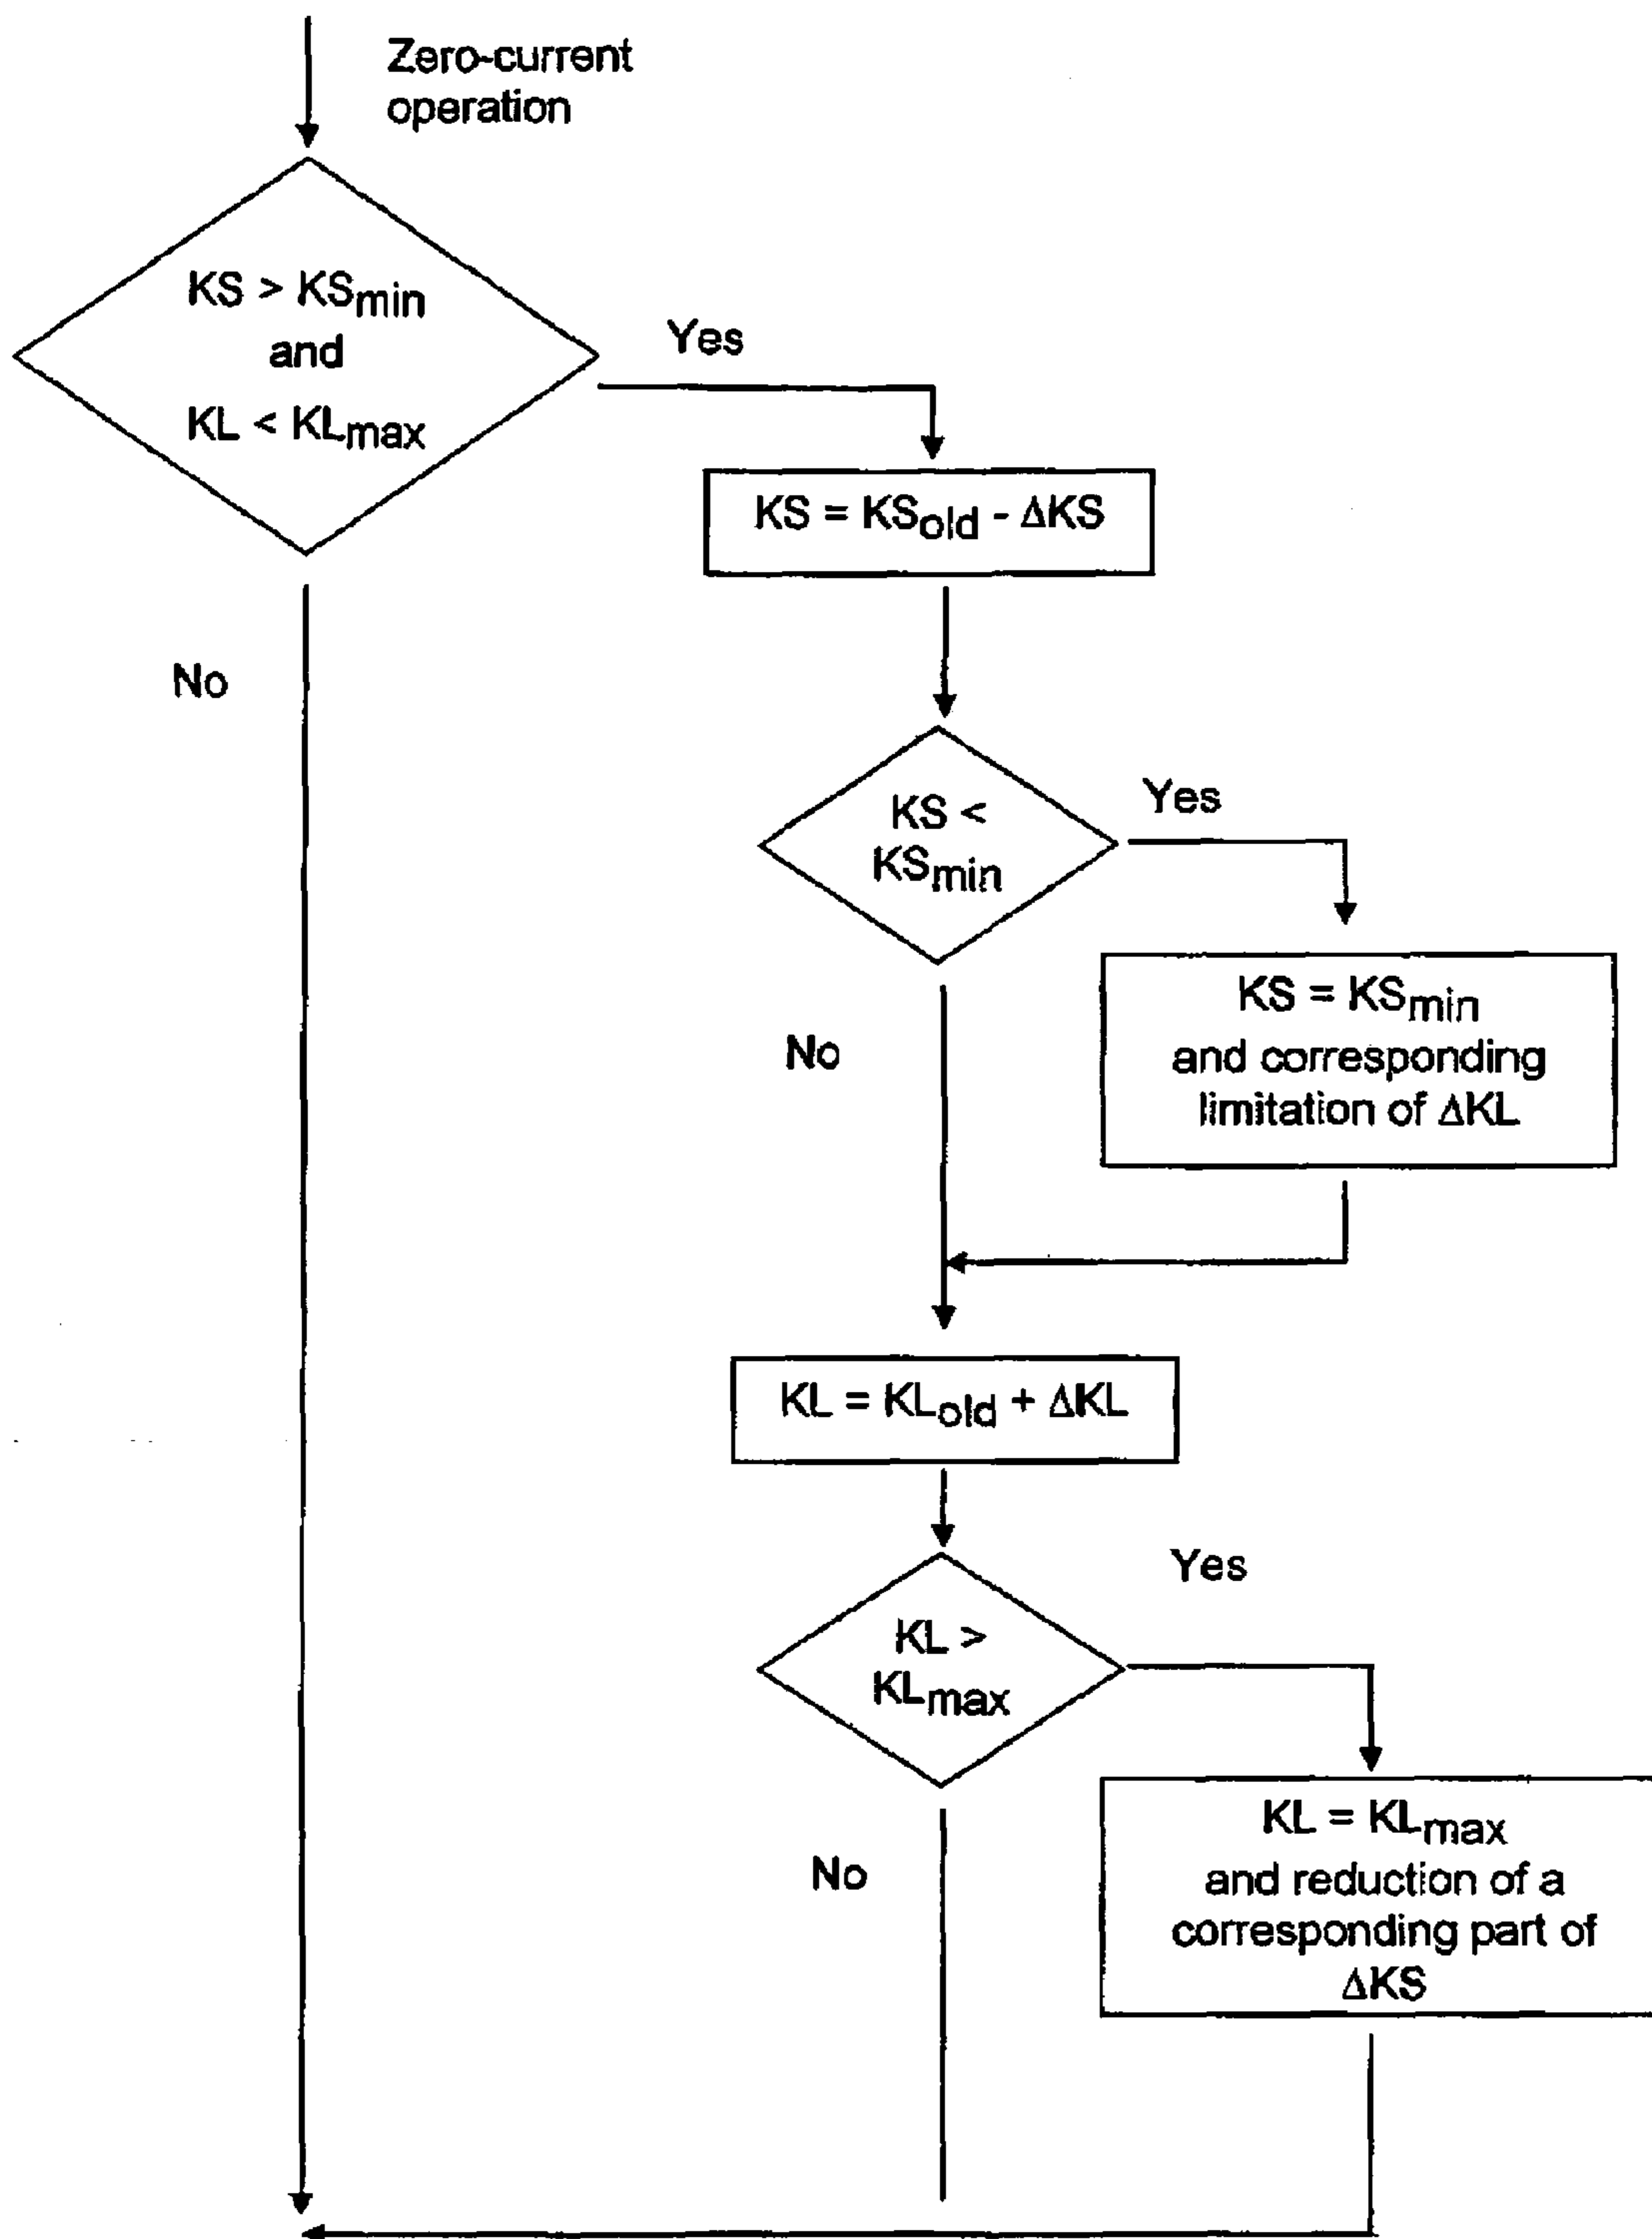 Zero-current
operation
KS > KSmin
and
KL < KLmax
Yes
KS = KSold - ΔKS
No
KS <
KSmin
Yes
KS = KSmin
and corresponding
limitation of ΔKL
No
KL = KLold + ΔKL
Yes
KL >
KLmax
KL = KLmax
and reduction of a
corresponding part of
ΔKS
No